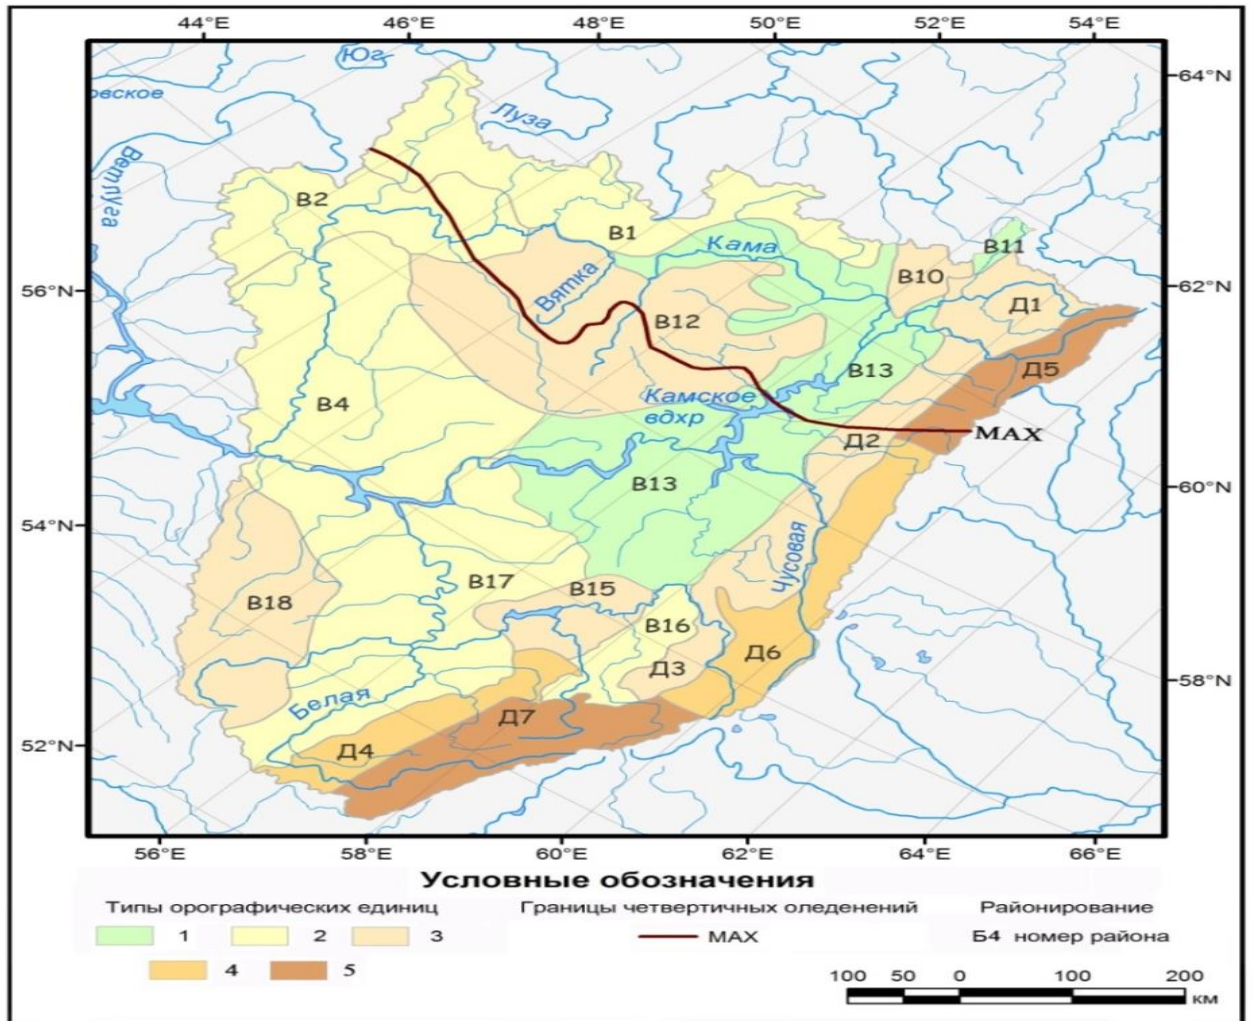 44°E 46°E 48°E 50°E 52°E 54°E
Юг
64°N
овское
Луза
Ветлуга
В2
В1
Кама
В11
В10
56°N
62°N
Вятка
Д1
В12
В13
Д5
Камское
вдхр
В4
MAX
Д2
В13
60°N
54°N
Чусовая
В17
В15
В18
В16
Д6
Д3
58°N
Белая
Д7
52°N
Д4
56°E 58°E 60°E 62°E 64°E 66°E
Условные обозначения
Типы орографических единиц Границы четвертичных оледенений Районирование
1 2 3 MAX Б4 номер района
4 5
100 50 0 100 200
км